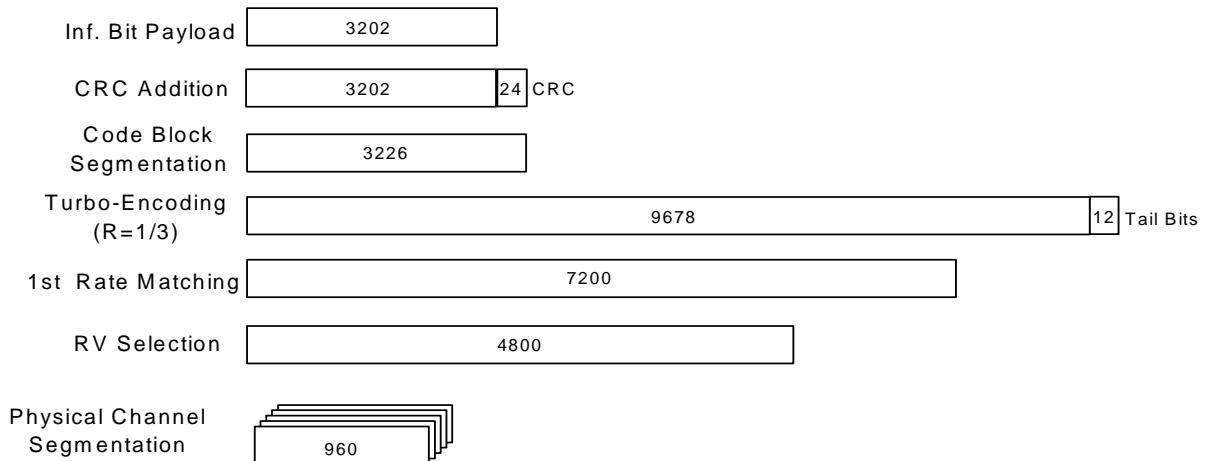 Inf. Bit Payload 3202
CRC Addition 3202 24 CRC
Code Block
Segmentation 3226
Turbo-Encoding
(R=1/3) 9678 12 Tail Bits
1st Rate Matching 7200
RV Selection 4800
Physical Channel
Segmentation 960